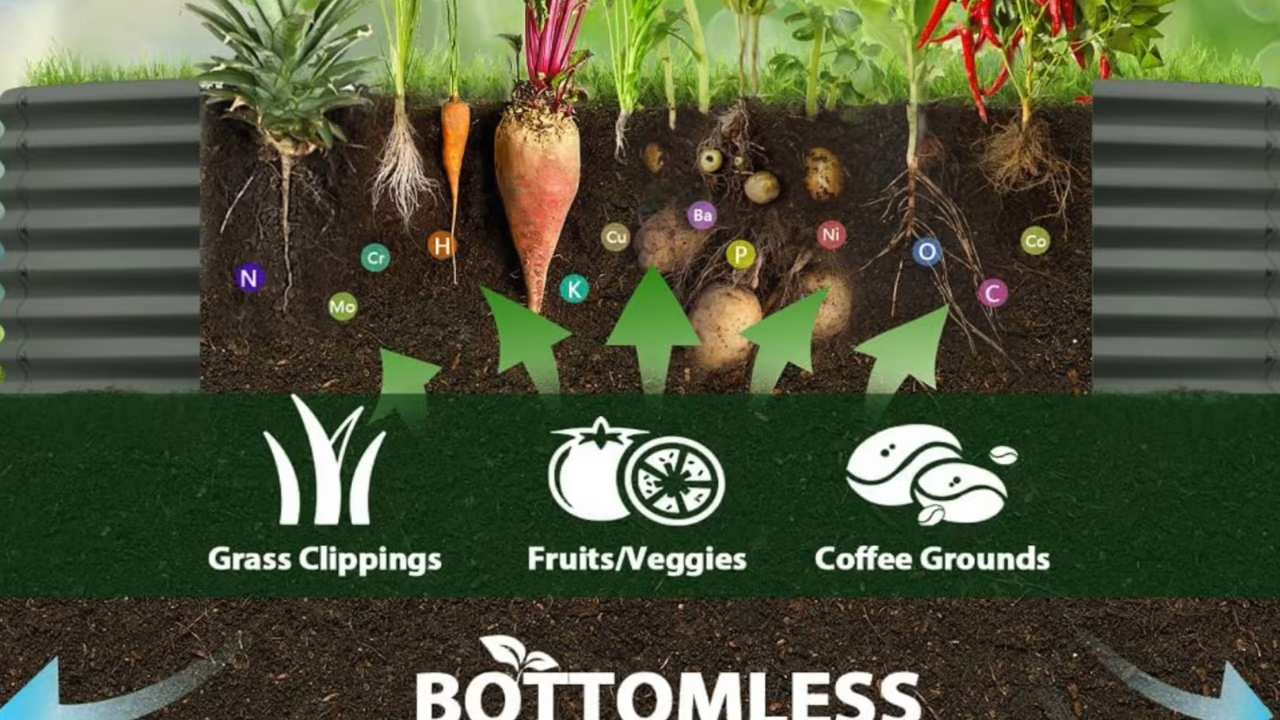 Ba
Cu
Ni
P
O
Co
H
Cr
N
K
C
Mo
Grass Clippings
Fruits/Veggies
Coffee Grounds
BOTTOMLESS